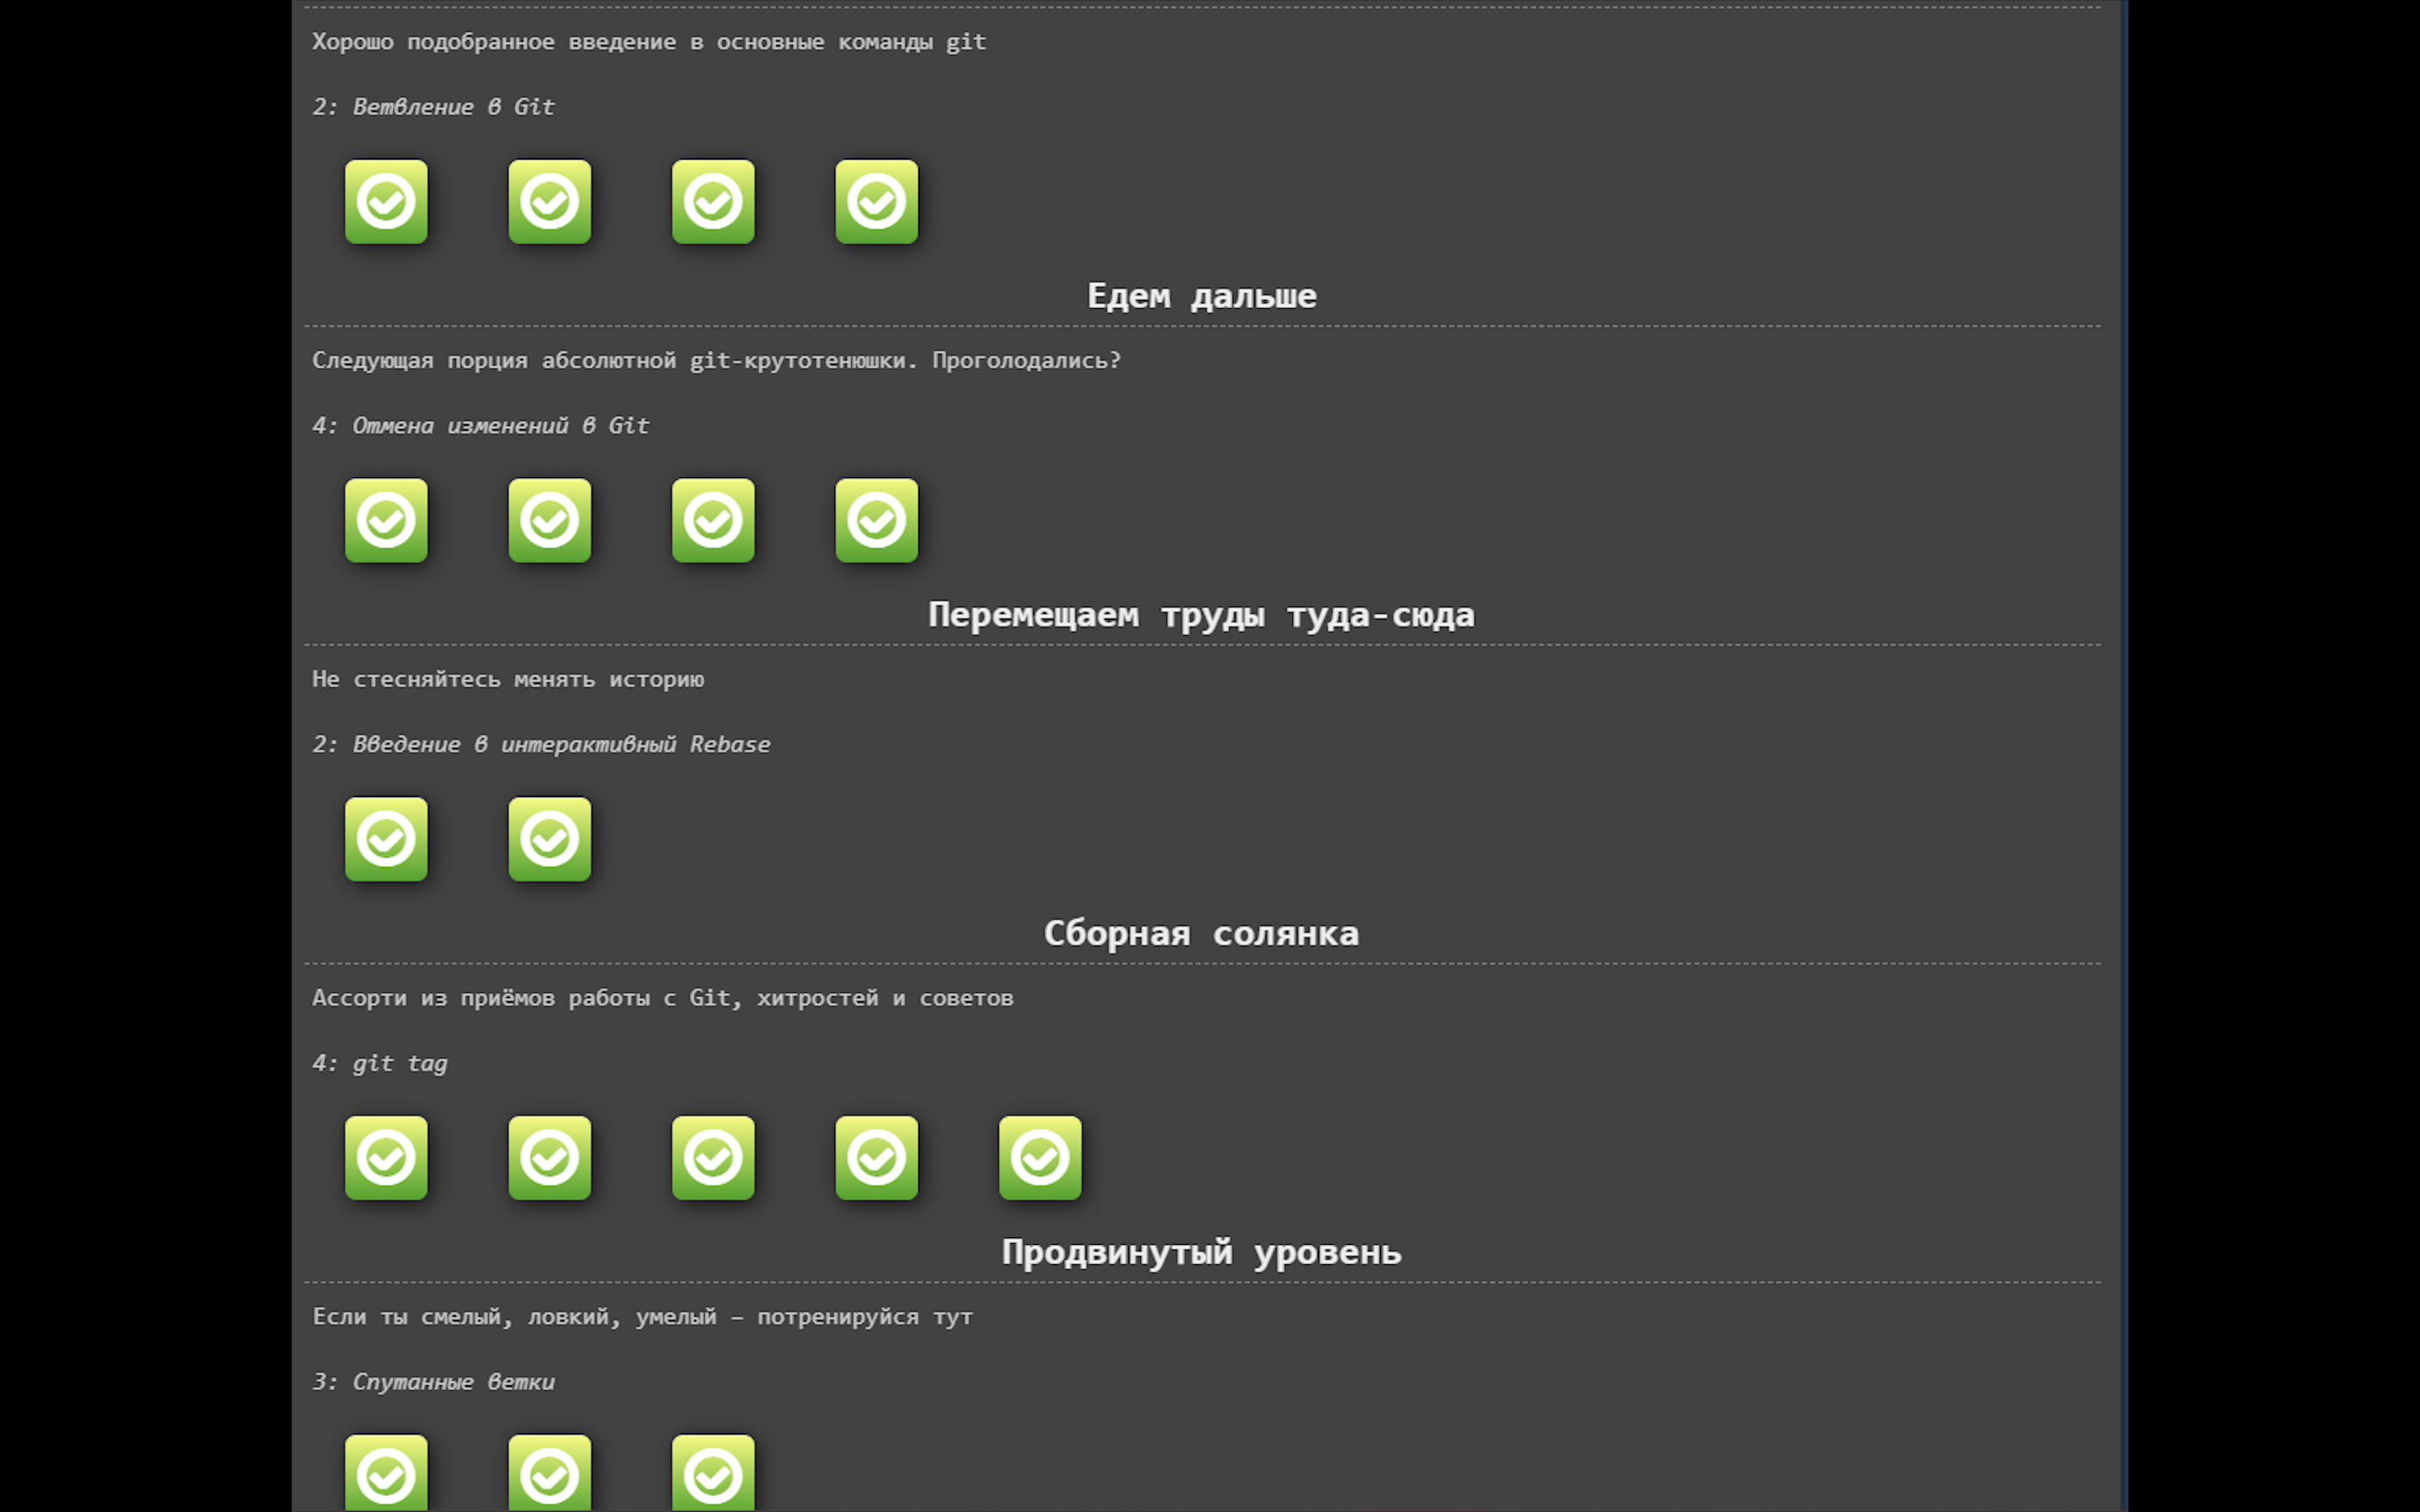 Хорошо подобранное введение в основные команды git
2: Ветвление в Git
Едем дальше
Следующая порция абсолютной git-крутотенюшки. Проголодались?
4: Отмена изменений в Git
Перемещаем труды туда-сюда
Не стесняйтесь менять историю
2: Введение в интерактивный Rebase
Сборная солянка
Ассорти из приёмов работы с Git, хитростей и советов
4: git tag
Продвинутый уровень
Если ты смелый, ловкий, умелый – потренируйся тут
3: Спутанные ветки